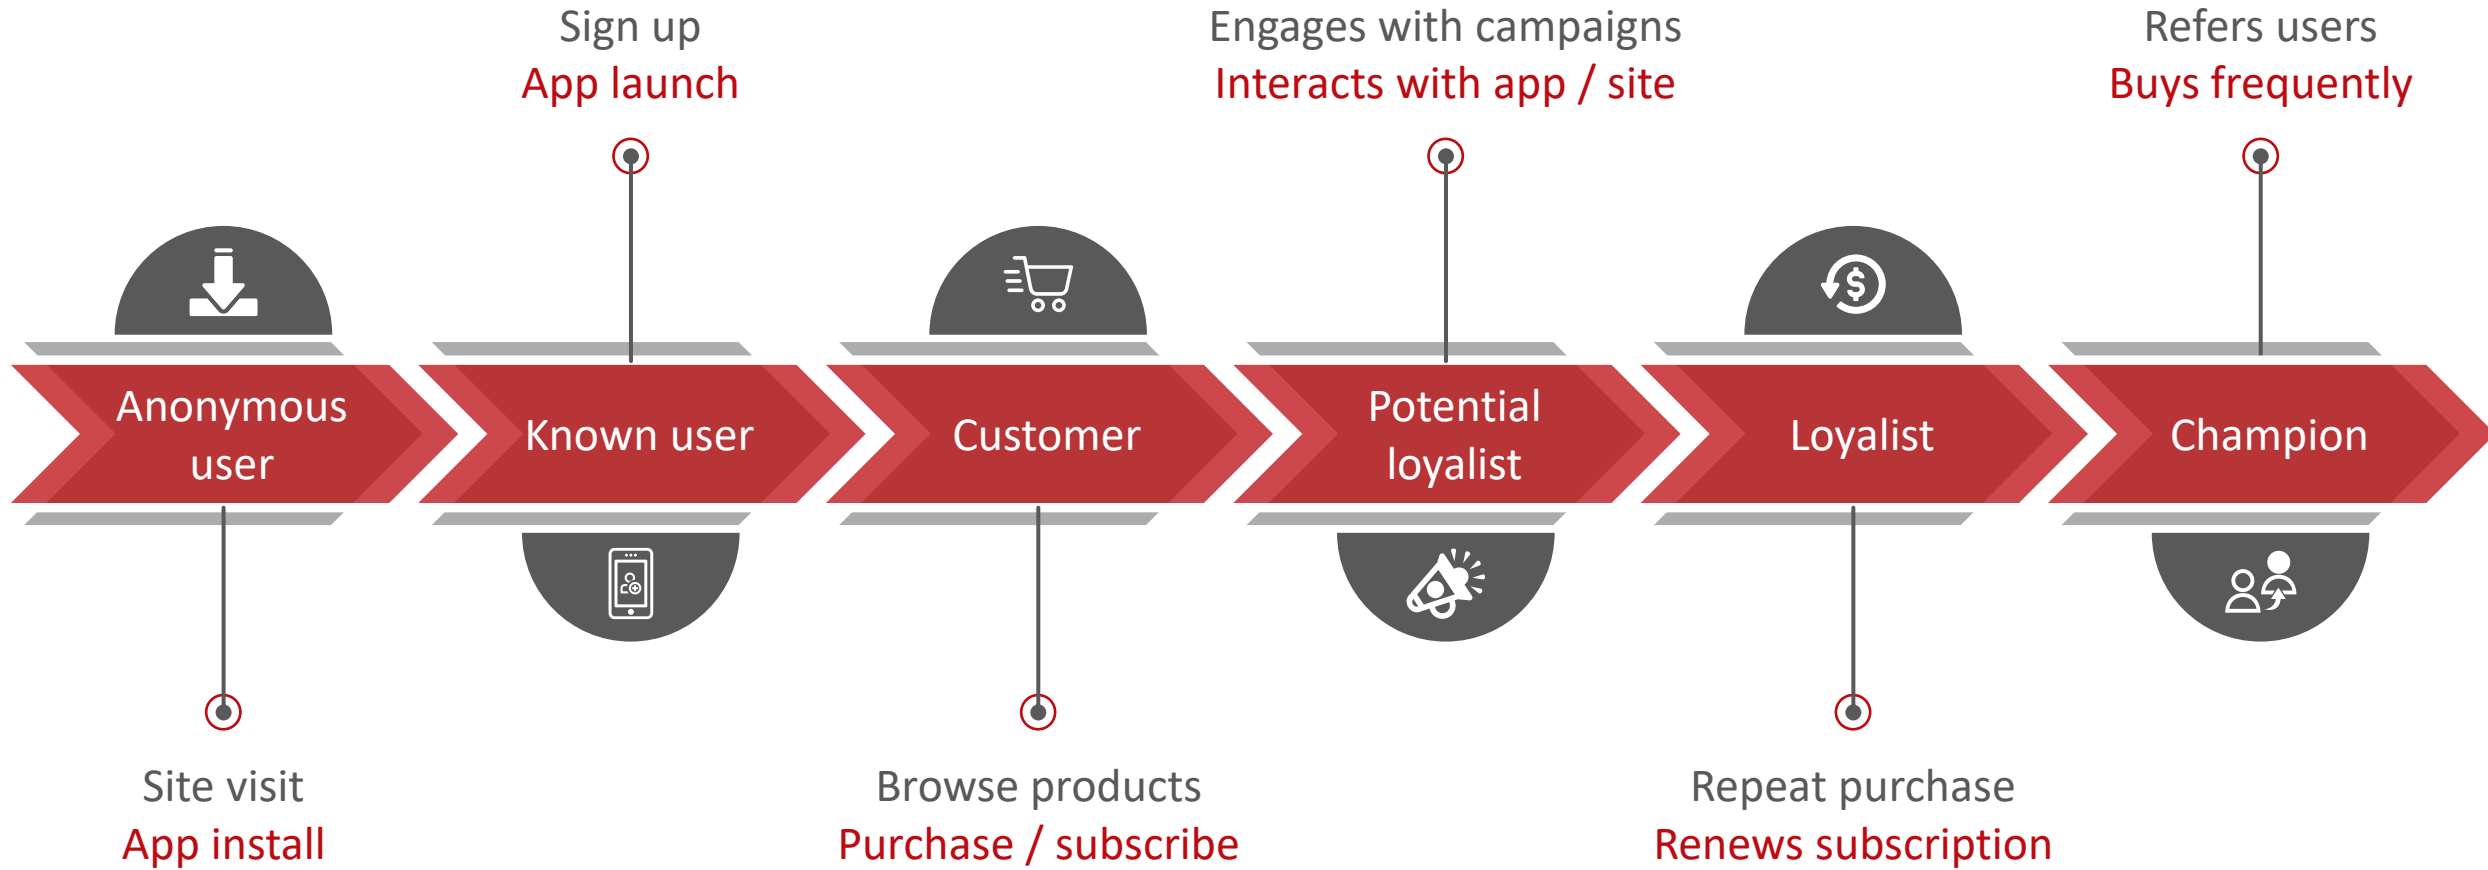 Sign up
App launch
Engages with campaigns
Interacts with app / site
Refers users
Buys frequently
Anonymous
user
Known user
Customer
Potential
loyalist
Loyalist
Champion
Site visit
App install
Browse products
Purchase / subscribe
Repeat purchase
Renews subscription